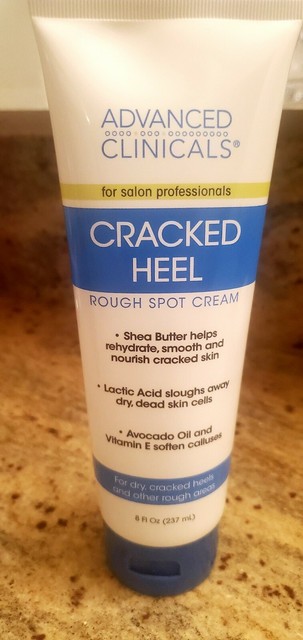 ADVANCED
CLINICALS®
for salon professionals
CRACKED
HEEL
ROUGH SPOT CREAM
• Shea Butter helps
rehydrate, smooth and
nourish cracked skin
• Lactic Acid sloughs away
dry, dead skin cells
• Avocado Oil and
Vitamin E soften calluses
For dry, cracked heels
and other rough areas
8 Fl Oz (237 mL)